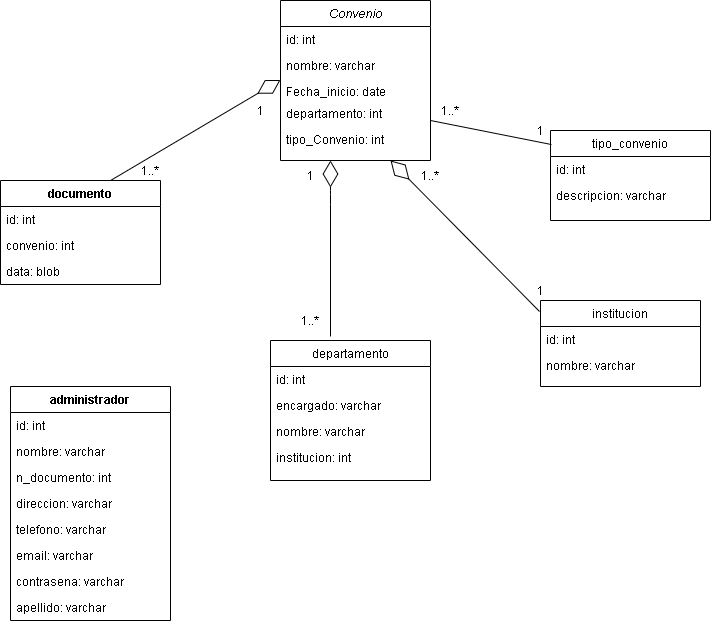 Convenio
id: int
nombre: varchar
Fecha_inicio: date
departamento: int
tipo_Convenio: int
1
1..*
1..*
1
tipo_convenio
id: int
descripcion: varchar
documento
id: int
convenio: int
data: blob
1
1..*
1..*
1
institucion
id: int
nombre: varchar
departamento
id: int
encargado: varchar
nombre: varchar
institucion: int
administrador
id: int
nombre: varchar
n_documento: int
direccion: varchar
telefono: varchar
email: varchar
contrasena: varchar
apellido: varchar